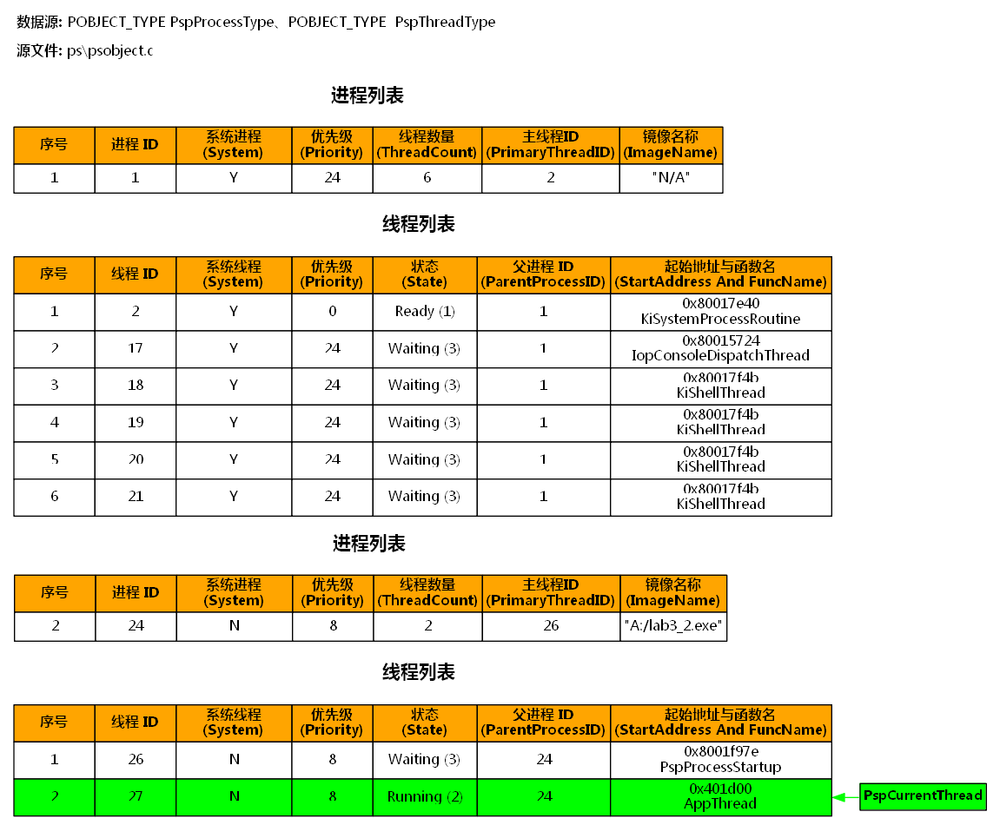 数据源: POBJECT_TYPE PspProcessType、POBJECT_TYPE  PspThreadType
源文件: ps\psobject.c
进程列表
序号 进程 ID 系统进程 (System) 优先级 (Priority) 线程数量 (ThreadCount) 主线程ID (PrimaryThreadID) 镜像名称 (ImageName)
1 1 Y 24 6 2 "N/A"
线程列表
序号 线程 ID 系统线程 (System) 优先级 (Priority) 状态 (State) 父进程 ID (ParentProcessID) 起始地址与函数名 (StartAddress And FuncName)
1 2 Y 0 Ready (1) 1 0x80017e40 KiSystemProcessRoutine
2 17 Y 24 Waiting (3) 1 0x80015724 IopConsoleDispatchThread
3 18 Y 24 Waiting (3) 1 0x80017f4b KiShellThread
4 19 Y 24 Waiting (3) 1 0x80017f4b KiShellThread
5 20 Y 24 Waiting (3) 1 0x80017f4b KiShellThread
6 21 Y 24 Waiting (3) 1 0x80017f4b KiShellThread
进程列表
序号 进程 ID 系统进程 (System) 优先级 (Priority) 线程数量 (ThreadCount) 主线程ID (PrimaryThreadID) 镜像名称 (ImageName)
2 24 N 8 2 26 "A:/lab3_2.exe"
线程列表
序号 线程 ID 系统线程 (System) 优先级 (Priority) 状态 (State) 父进程 ID (ParentProcessID) 起始地址与函数名 (StartAddress And FuncName)
1 26 N 8 Waiting (3) 24 0x8001f97e PspProcessStartup
2 27 N 8 Running (2) 24 0x401d00 AppThread PspCurrentThread